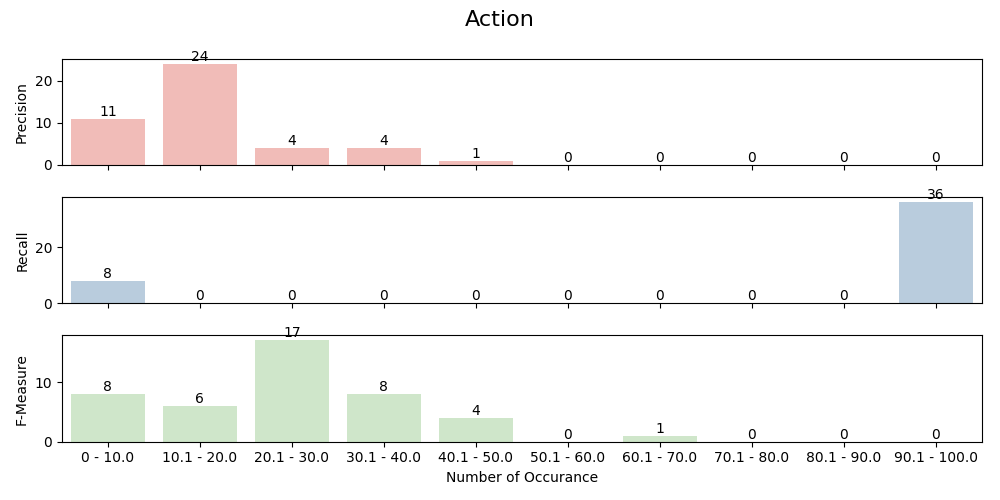 Action
Precision
20
10
0
11 24 4 4 1 0 0 0 0 0
Recall
20
0
8 0 0 0 0 0 0 0 0 36
F-Measure
10
0
8 6 17 8 4 0 1 0 0 0
0 - 10.0 10.1 - 20.0 20.1 - 30.0 30.1 - 40.0 40.1 - 50.0 50.1 - 60.0 60.1 - 70.0 70.1 - 80.0 80.1 - 90.0 90.1 - 100.0
Number of Occurance